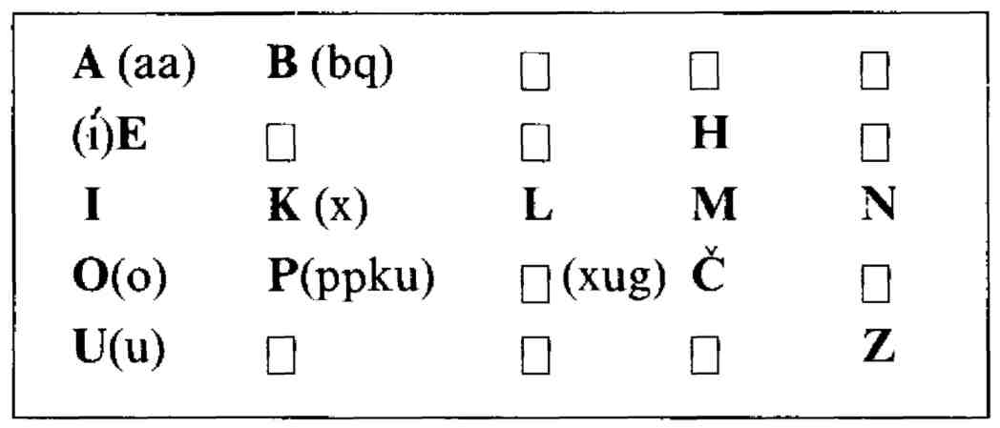 A (aa) B (bq) □ □ □
(í)E □ □ H □
I K (x) L M N
O(o) P(ppku) □ (xug) Č □
U(u) □ □ □ Z